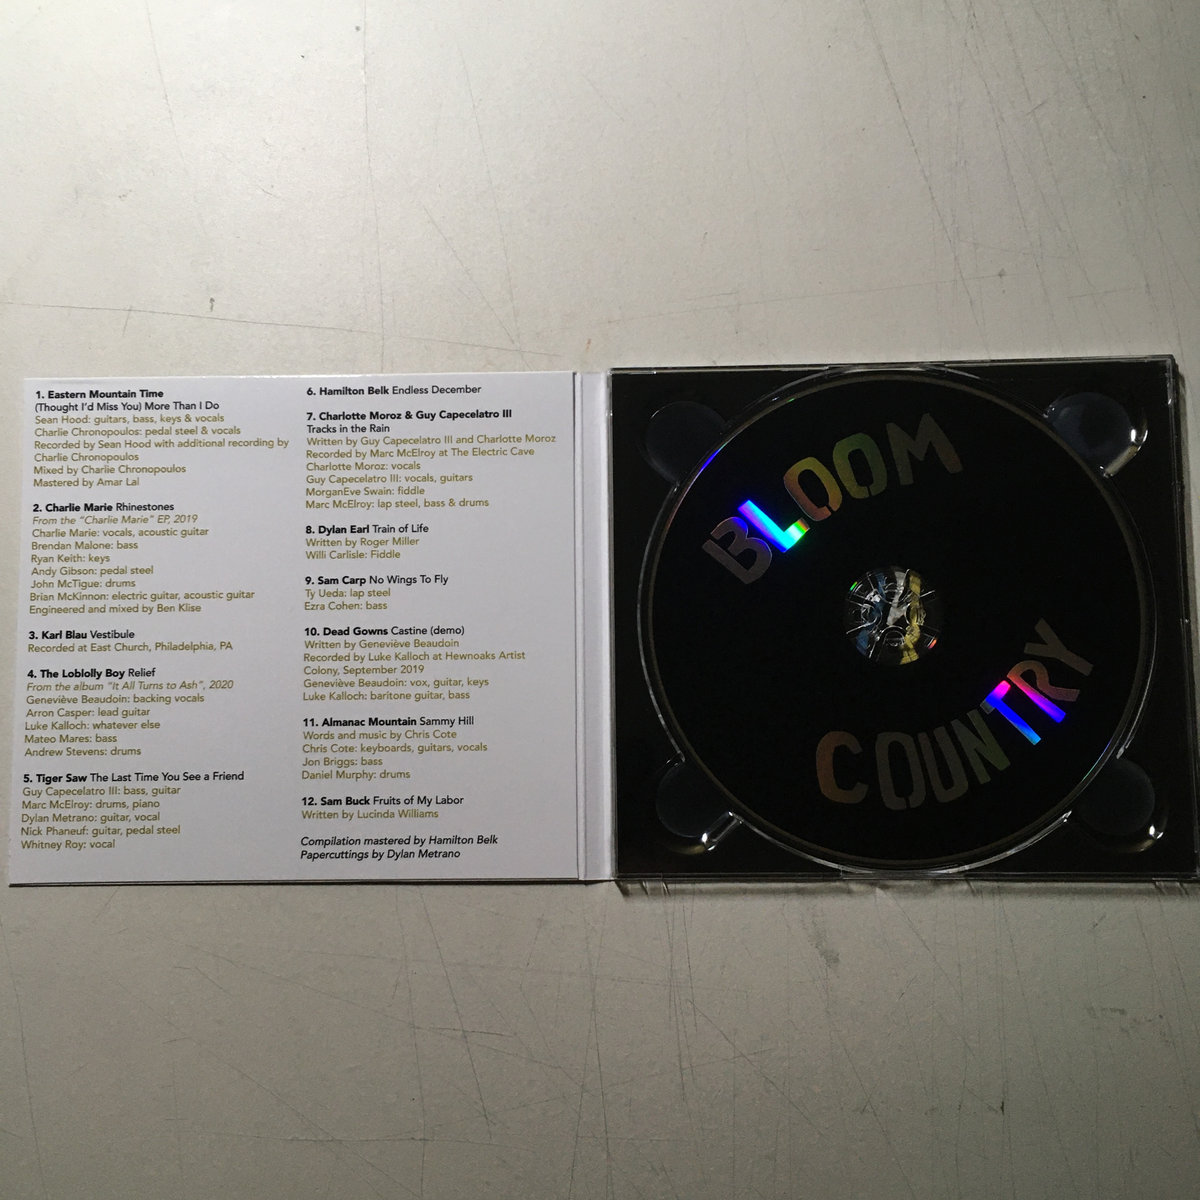 1. Eastern Mountain Time
(Thought I'd Miss You) More Than I Do
Sean Hood: guitars, bass, keys & vocals
Charlie Chronopoulos: pedal steel & vocals
Recorded by Sean Hood with additional recording by
Charlie Chronopoulos
Mixed by Charlie Chronopoulos
Mastered by Amar Lal
2. Charlie Marie Rhinestones
From the "Charlie Marie" EP, 2019
Charlie Marie: vocals, acoustic guitar
Brendan Malone: bass
Ryan Keith: keys
Andy Gibson: pedal steel
John McTigue: drums
Brian McKinnon: electric guitar, acoustic guitar
Engineered and mixed by Ben Klise
3. Karl Blau Vestibule
Recorded at East Church, Philadelphia, PA
4. The Loblolly Boy Relief
From the album "It All Turns to Ash", 2020
Geneviève Beaudoin: backing vocals
Arron Casper: lead guitar
Luke Kalloch: whatever else
Mateo Mares: bass
Andrew Stevens: drums
5. Tiger Saw The Last Time You See a Friend
Guy Capecelatro III: bass, guitar
Marc McElroy: drums, piano
Dylan Metrano: guitar, vocal
Nick Phaneuf: guitar, pedal steel
Whitney Roy: vocal
6. Hamilton Belk Endless December
7. Charlotte Moroz & Guy Capecelatro III
Tracks in the Rain
Written by Guy Capecelatro III and Charlotte Moroz
Recorded by Marc McElroy at The Electric Cave
Charlotte Moroz: vocals
Guy Capecelatro III: vocals, guitars
MorganEve Swain: fiddle
Marc McElroy: lap steel, bass & drums
8. Dylan Earl Train of Life
Written by Roger Miller
Willi Carlisle: Fiddle
9. Sam Carp No Wings To Fly
Ty Ueda: lap steel
Ezra Cohen: bass
10. Dead Gowns Castine (demo)
Written by Geneviève Beaudoin
Recorded by Luke Kalloch at Hewnoaks Artist
Colony, September 2019
Geneviève Beaudoin: vox, guitar, keys
Luke Kalloch: baritone guitar, bass
11. Almanac Mountain Sammy Hill
Words and music by Chris Cote
Chris Cote: keyboards, guitars, vocals
Jon Briggs: bass
Daniel Murphy: drums
12. Sam Buck Fruits of My Labor
Written by Lucinda Williams
Compilation mastered by Hamilton Belk
Papercuttings by Dylan Metrano
BLOOM
COUNTRY